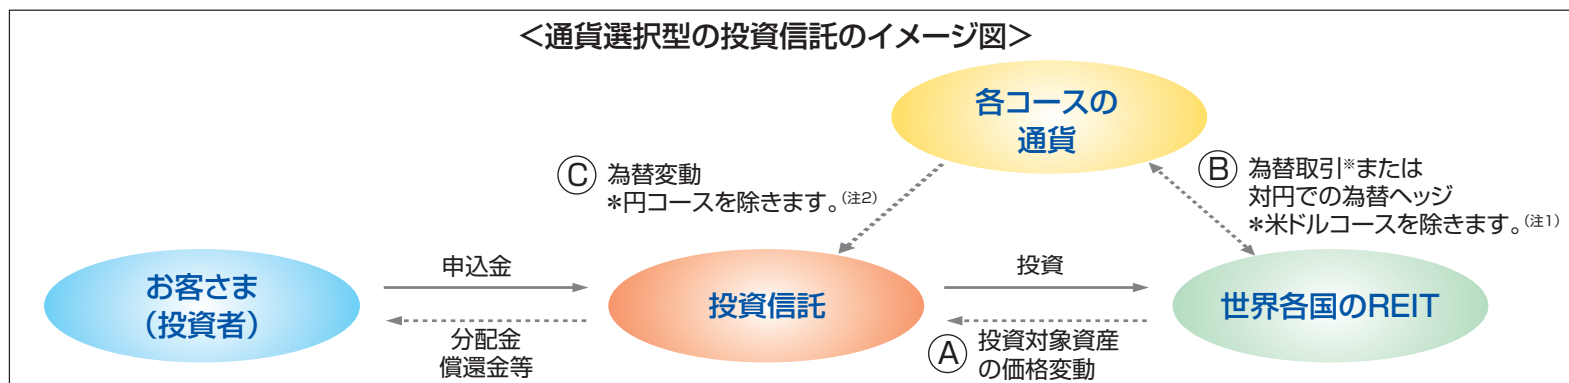 ＜通貨選択型の投資信託のイメージ図＞
各コースの
通貨
Ⓒ 為替変動
*円コースを除きます。(注2)
Ⓑ 為替取引※または
対円での為替ヘッジ
*米ドルコースを除きます。(注1)
お客さま
（投資者）
申込金
分配金
償還金等
投資信託
投資
Ⓐ 投資対象資産
の価格変動
世界各国のREIT